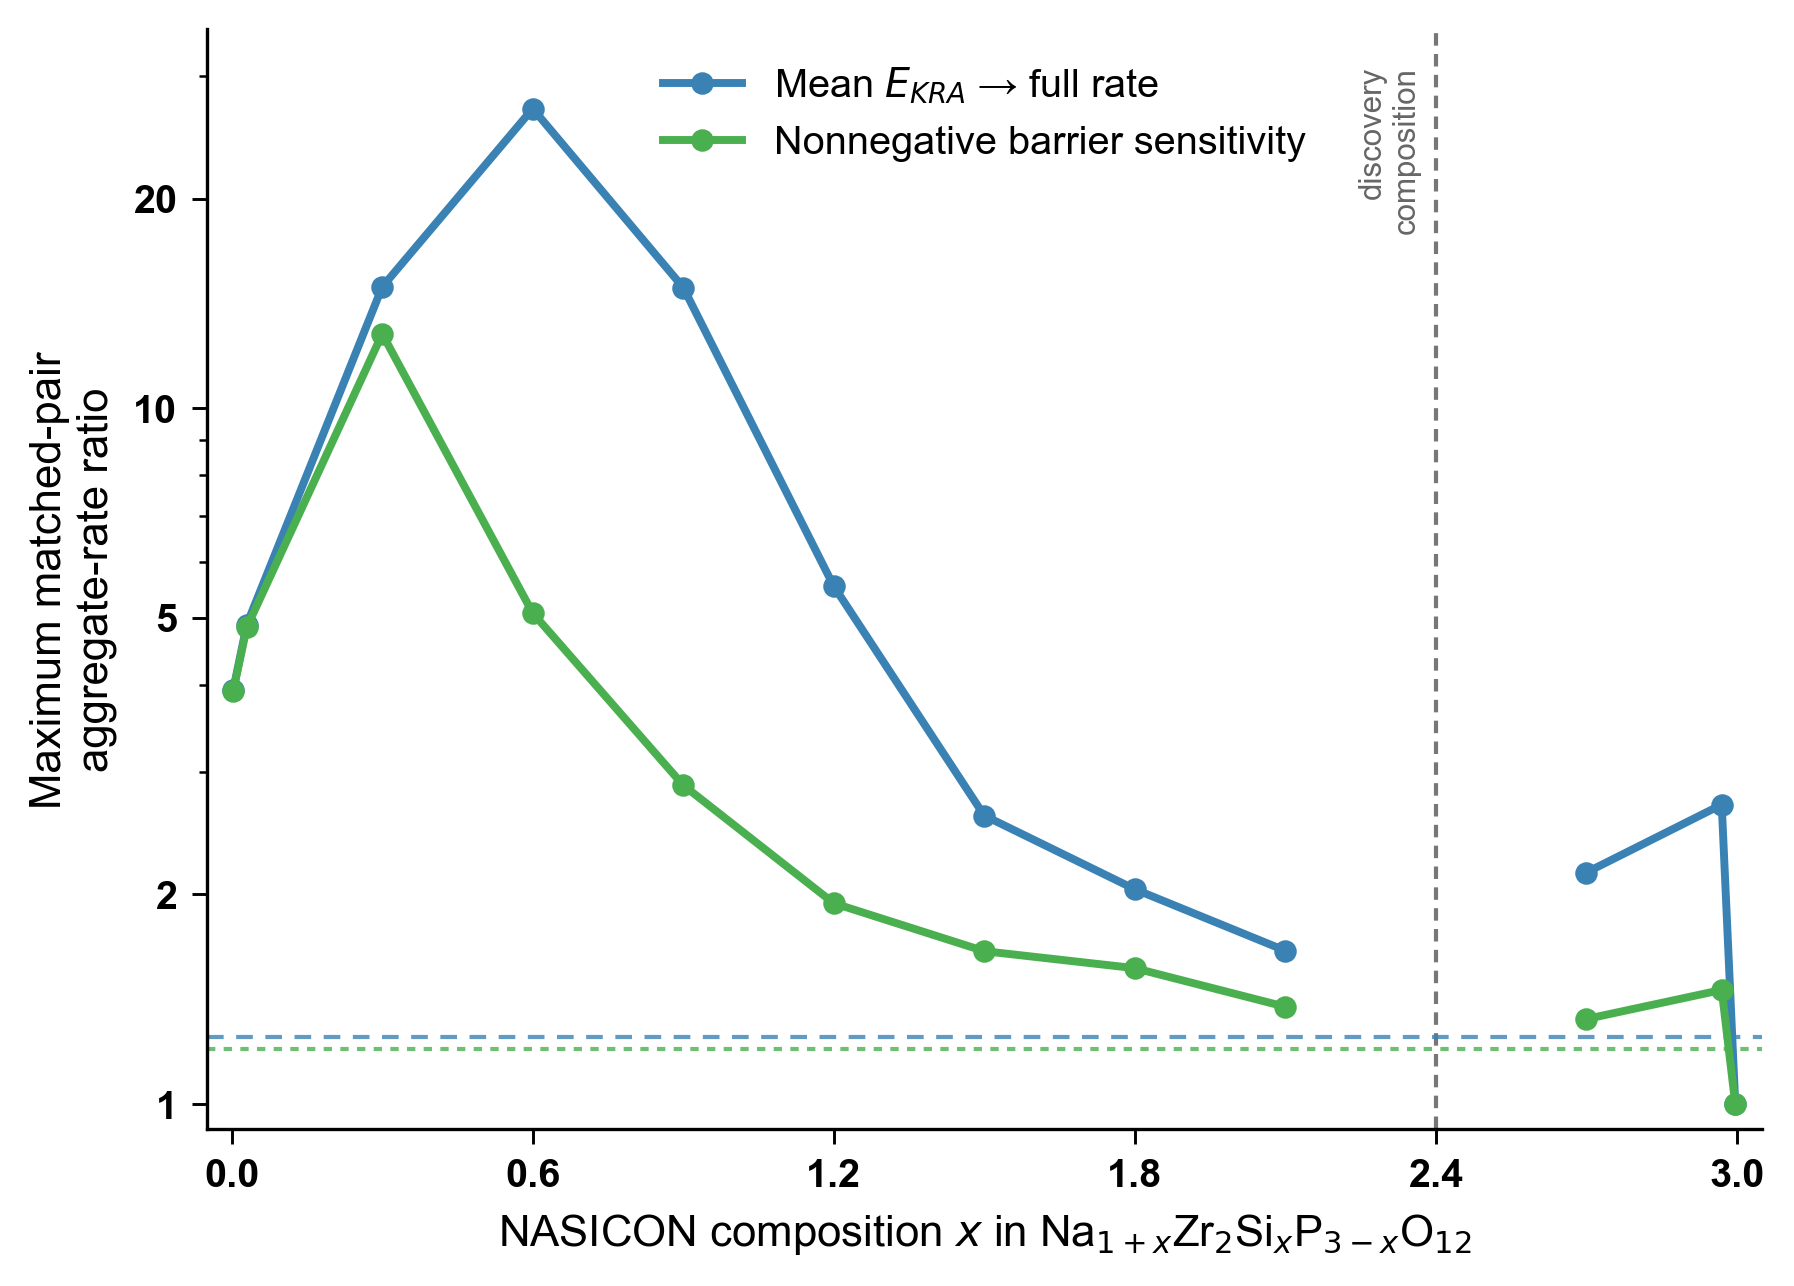 Mean E_KRA → full rate
Nonnegative barrier sensitivity
discovery
composition
20
10
5
2
1
Maximum matched-pair
aggregate-rate ratio
0.0 0.6 1.2 1.8 2.4 3.0
NASICON composition x in Na₁₊ₓZr₂SiₓP₃₋ₓO₁₂